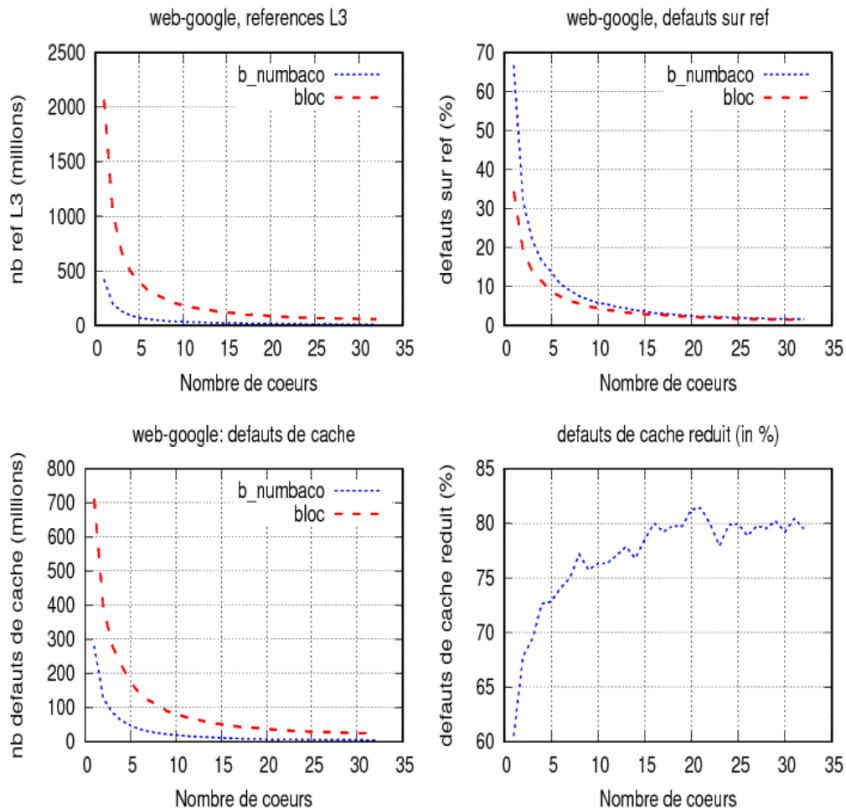 web-google, references L3
nb ref L3 (millions)
2500
2000
1500
1000
500
0
b_numbaco
bloc
0 5 10 15 20 25 30 35
Nombre de coeurs
web-google, defauts sur ref
defauts sur ref (%)
70
60
50
40
30
20
10
0
b_numbaco
bloc
0 5 10 15 20 25 30 35
Nombre de coeurs
web-google: defauts de cache
nb defauts de cache (millions)
800
700
600
500
400
300
200
100
0
b_numbaco
bloc
0 5 10 15 20 25 30 35
Nombre de coeurs
defauts de cache reduit (in %)
defauts de cache reduit (%)
85
80
75
70
65
60
0 5 10 15 20 25 30 35
Nombre de coeurs